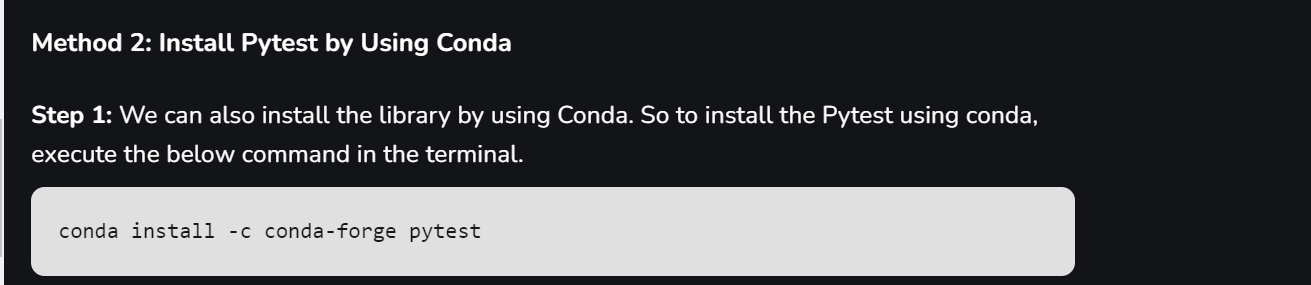 Method 2: Install Pytest by Using Conda
Step 1: We can also install the library by using Conda. So to install the Pytest using conda,
execute the below command in the terminal.
conda install -c conda-forge pytest